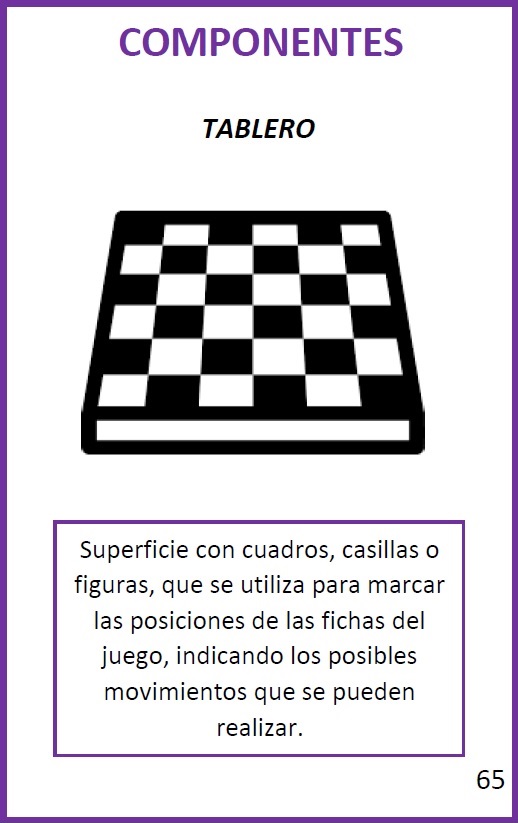 COMPONENTES
TABLERO
Superficie con cuadros, casillas o
figuras, que se utiliza para marcar
las posiciones de las fichas del
juego, indicando los posibles
movimientos que se pueden
realizar.
65